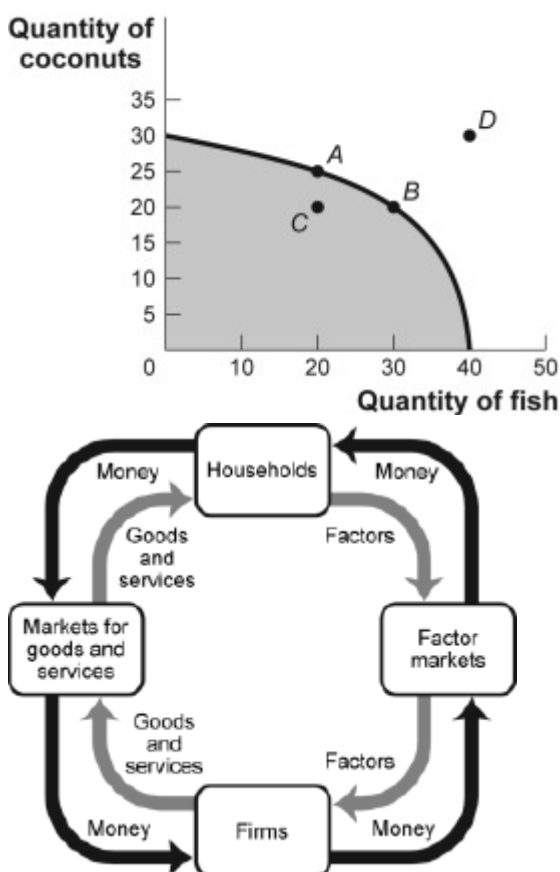 Quantity of
coconuts
35
30
25
20
15
10
5
0
10
20
30
40
50
A
B
C
D
Quantity of fish
Money
Households
Money
Goods
and
services
Factors
Markets for
goods and
services
Factor
markets
Goods
and
services
Factors
Money
Firms
Money